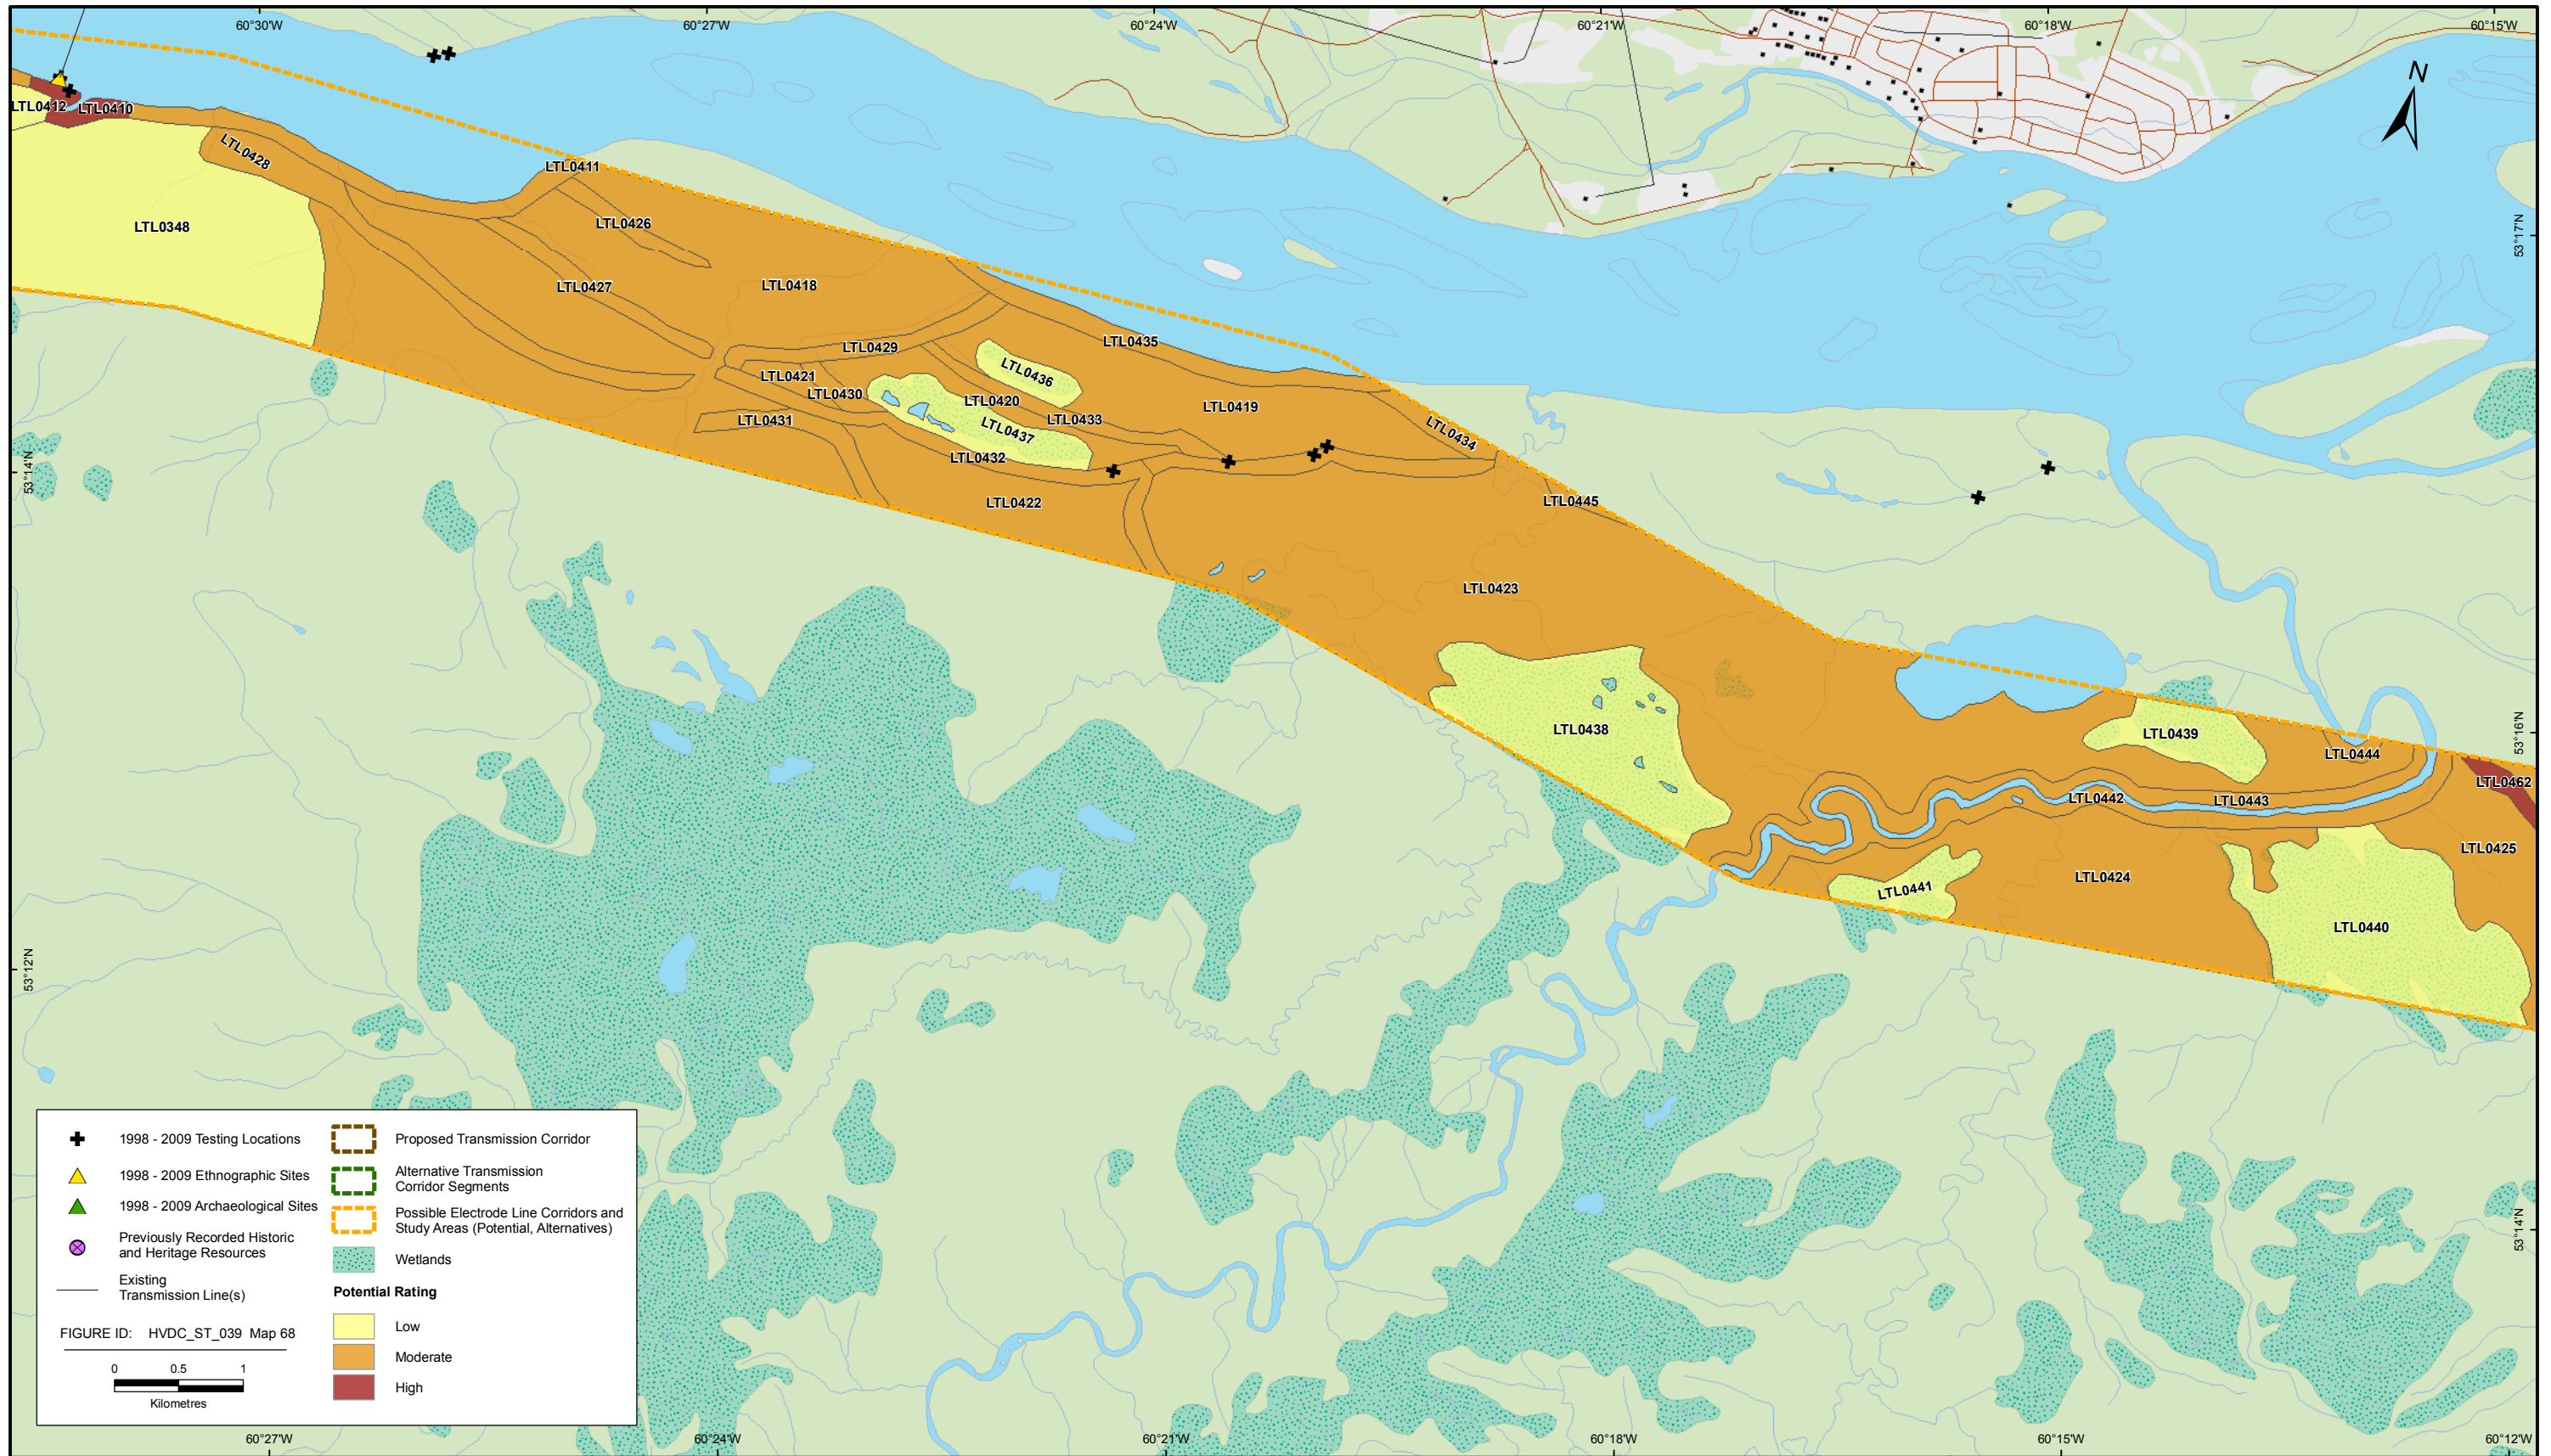 60°30'W
60°27'W
60°24'W
60°21'W
60°18'W
60°15'W
N
LTL0412
LTL0410
LTL0428
LTL0411
LTL0348
LTL0426
LTL0427
LTL0418
53°17'N
LTL0429
LTL0435
LTL0421
LTL0436
LTL0430
LTL0420
LTL0419
LTL0431
LTL0433
LTL0437
LTL0434
LTL0432
53°14'N
LTL0422
LTL0445
LTL0423
LTL0438
LTL0439
53°16'N
LTL0444
LTL0462
LTL0442
LTL0443
LTL0425
LTL0424
LTL0441
LTL0440
53°12'N
53°14'N
1998 - 2009 Testing Locations
1998 - 2009 Ethnographic Sites
1998 - 2009 Archaeological Sites
Previously Recorded Historic
and Heritage Resources
Existing
Transmission Line(s)
FIGURE ID: HVDC_ST_039 Map 68
0 0.5 1
Kilometres
Proposed Transmission Corridor
Alternative Transmission
Corridor Segments
Possible Electrode Line Corridors and
Study Areas (Potential, Alternatives)
Wetlands
Potential Rating
Low
Moderate
High
60°27'W
60°24'W
60°21'W
60°18'W
60°15'W
60°12'W